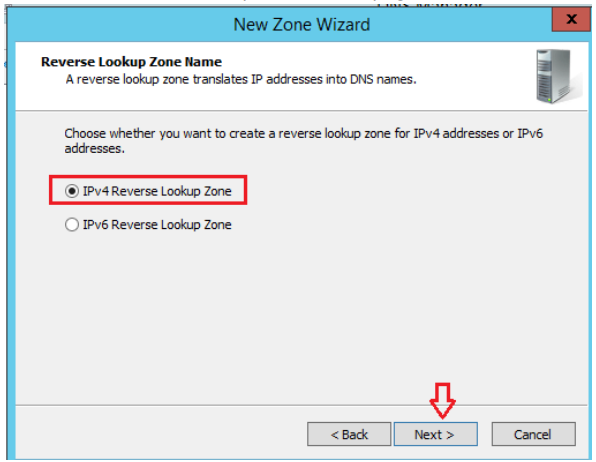 DNS Manager
New Zone Wizard
x
Reverse Lookup Zone Name
A reverse lookup zone translates IP addresses into DNS names.
Choose whether you want to create a reverse lookup zone for IPv4 addresses or IPv6
addresses.
IPv4 Reverse Lookup Zone
IPv6 Reverse Lookup Zone
< Back Next > Cancel